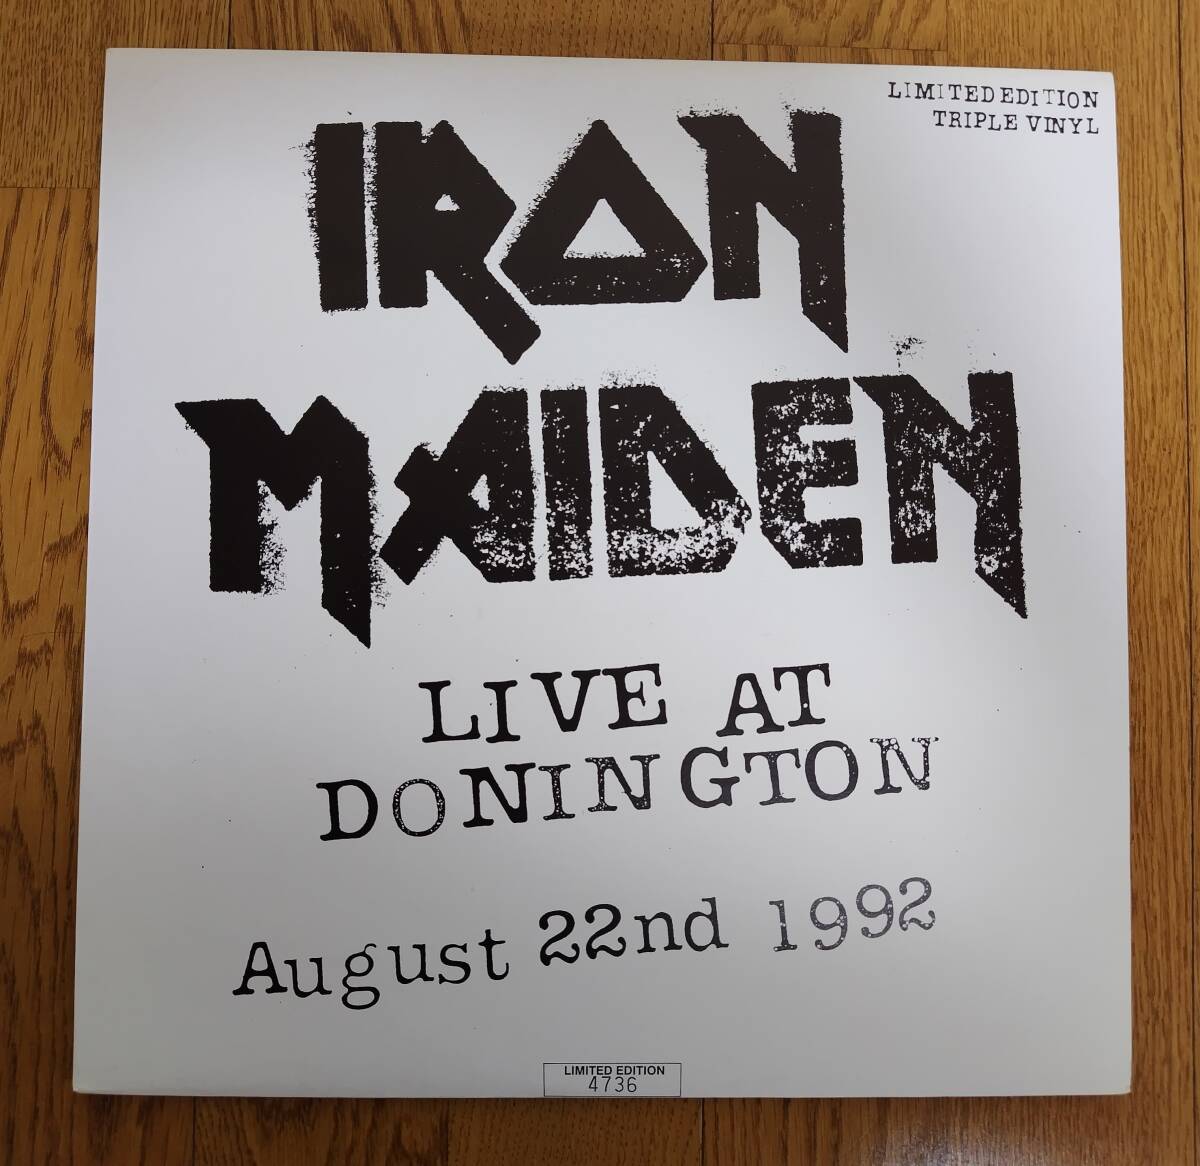 LIMITED EDITION
TRIPLE VINYL
IRON
MAIDEN
LIVE AT
DONINGTON
August 22nd 1992
LIMITED EDITION
4736